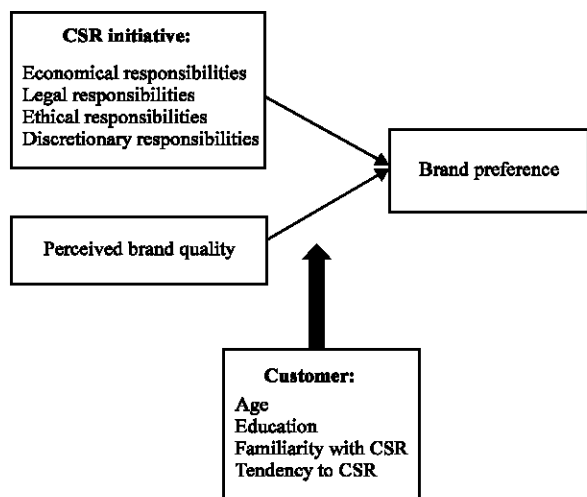 CSR initiative:
Economical responsibilities
Legal responsibilities
Ethical responsibilities
Discretionary responsibilities
Brand preference
Perceived brand quality
Customer:
Age
Education
Familiarity with CSR
Tendency to CSR